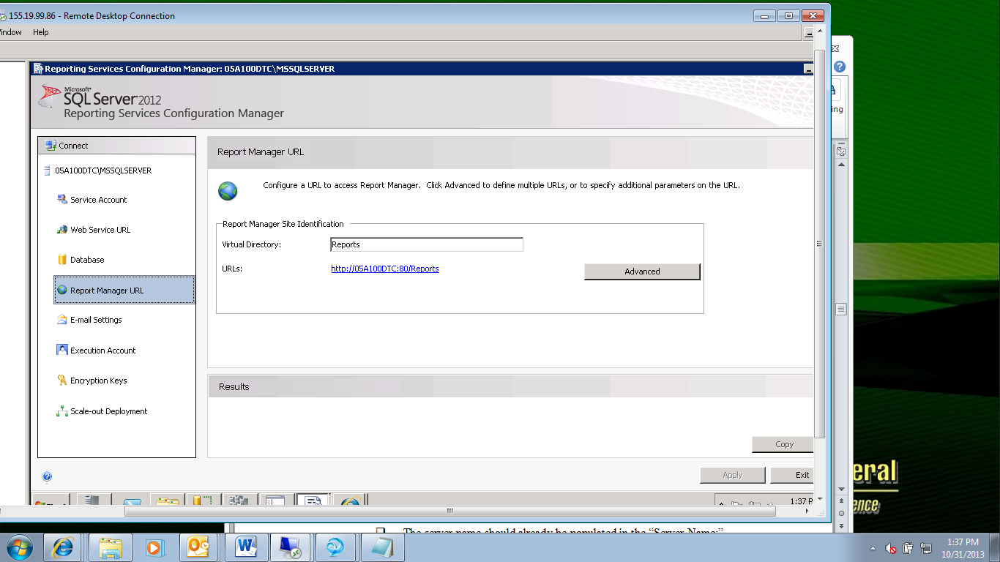 155.19.99.86 - Remote Desktop Connection
indow Help
Reporting Services Configuration Manager: 05A100DTC\MSSQLSERVER
Microsoft®
SQL Server 2012
Reporting Services Configuration Manager
ing
Connect
05A100DTC\MSSQLSERVER
Service Account
Web Service URL
Database
Report Manager URL
E-mail Settings
Execution Account
Encryption Keys
Scale-out Deployment
Report Manager URL
Configure a URL to access Report Manager. Click Advanced to define multiple URLs, or to specify additional parameters on the URL.
Report Manager Site Identification
Virtual Directory: Reports
URLs: http://05A100DTC:80/Reports
Advanced
Results
Copy
Apply Exit
eral
ence
1:37 P
The server name should already be populated in the “Server Name:”
1:37 PM
10/31/2013